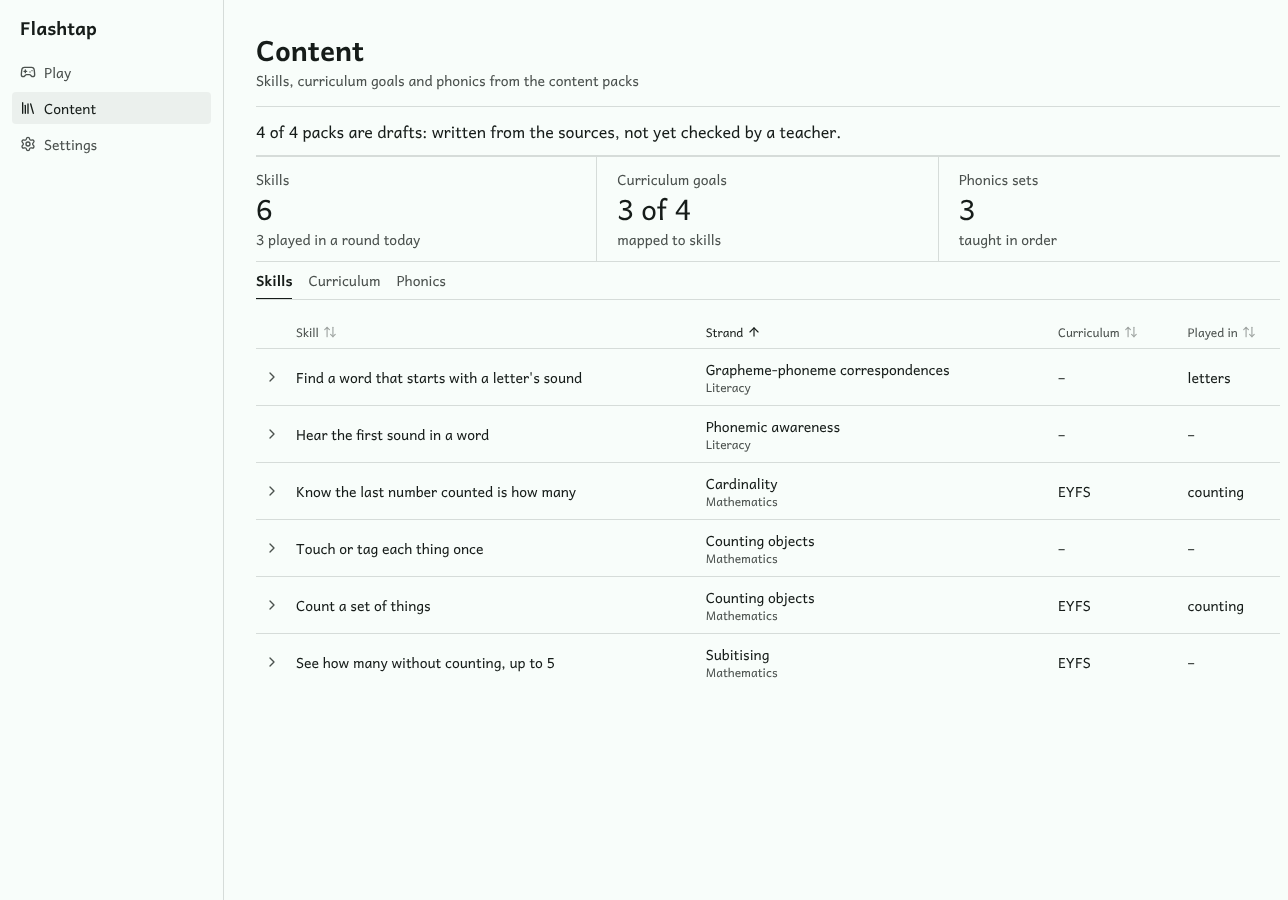 Flashtap
Play
Content
Settings
Content
Skills, curriculum goals and phonics from the content packs
4 of 4 packs are drafts: written from the sources, not yet checked by a teacher.
Skills
6
3 played in a round today
Curriculum goals
3 of 4
mapped to skills
Phonics sets
3
taught in order
Skills Curriculum Phonics
Skill Strand Curriculum Played in
Find a word that starts with a letter's sound
Grapheme-phoneme correspondences
Literacy
–
letters
Hear the first sound in a word
Phonemic awareness
Literacy
–
–
Know the last number counted is how many
Cardinality
Mathematics
EYFS
counting
Touch or tag each thing once
Counting objects
Mathematics
–
–
Count a set of things
Counting objects
Mathematics
EYFS
counting
See how many without counting, up to 5
Subitising
Mathematics
EYFS
–